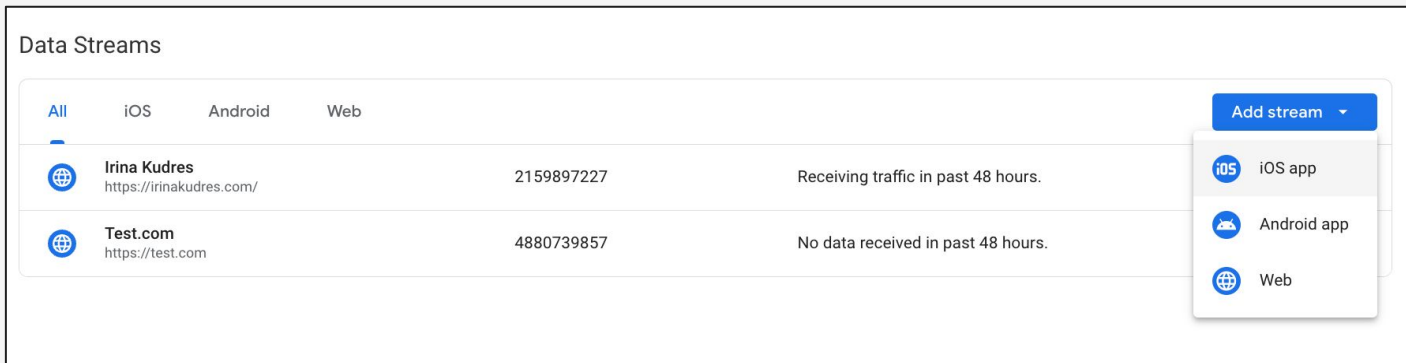 Data Streams
All iOS Android Web Add stream
Irina Kudres
https://irinakudres.com/
2159897227
Receiving traffic in past 48 hours.
Test.com
https://test.com
4880739857
No data received in past 48 hours.
iOS iOS app
Android app
Web